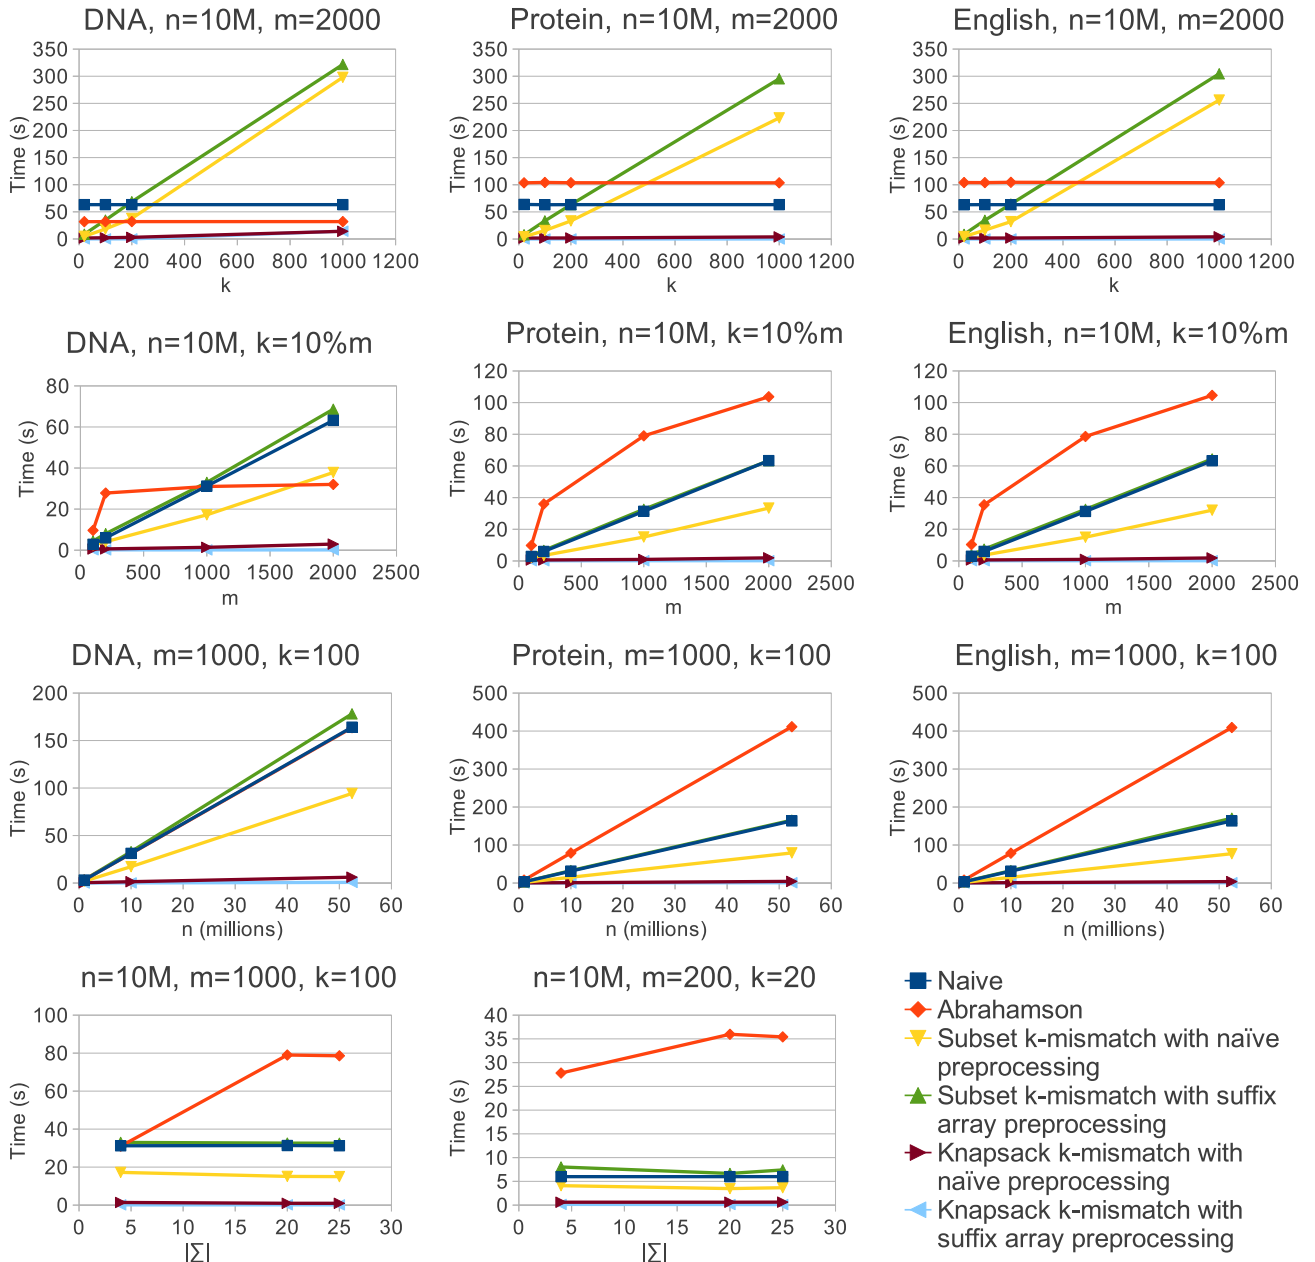 DNA, n=10M, m=2000
350
300
250
200
150
100
50
0
Time (s)
0 200 400 600 800 1000 1200
k
Protein, n=10M, m=2000
350
300
250
200
150
100
50
0
Time (s)
0 200 400 600 800 1000 1200
k
English, n=10M, m=2000
350
300
250
200
150
100
50
0
Time (s)
0 200 400 600 800 1000 1200
k
DNA, n=10M, k=10%m
80
60
40
20
0
Time (s)
0 500 1000 1500 2000 2500
m
Protein, n=10M, k=10%m
120
100
80
60
40
20
0
Time (s)
0 500 1000 1500 2000 2500
m
English, n=10M, k=10%m
120
100
80
60
40
20
0
Time (s)
0 500 1000 1500 2000 2500
m
DNA, m=1000, k=100
200
150
100
50
0
Time (s)
0 10 20 30 40 50 60
n (millions)
Protein, m=1000, k=100
500
400
300
200
100
0
Time (s)
0 10 20 30 40 50 60
n (millions)
English, m=1000, k=100
500
400
300
200
100
0
Time (s)
0 10 20 30 40 50 60
n (millions)
n=10M, m=1000, k=100
100
80
60
40
20
0
Time (s)
0 5 10 15 20 25 30
|Σ|
n=10M, m=200, k=20
40
35
30
25
20
15
10
5
0
Time (s)
0 5 10 15 20 25 30
|Σ|
Naive
Abrahamson
Subset k-mismatch with naïve
preprocessing
Subset k-mismatch with suffix
array preprocessing
Knapsack k-mismatch with
naïve preprocessing
Knapsack k-mismatch with
suffix array preprocessing